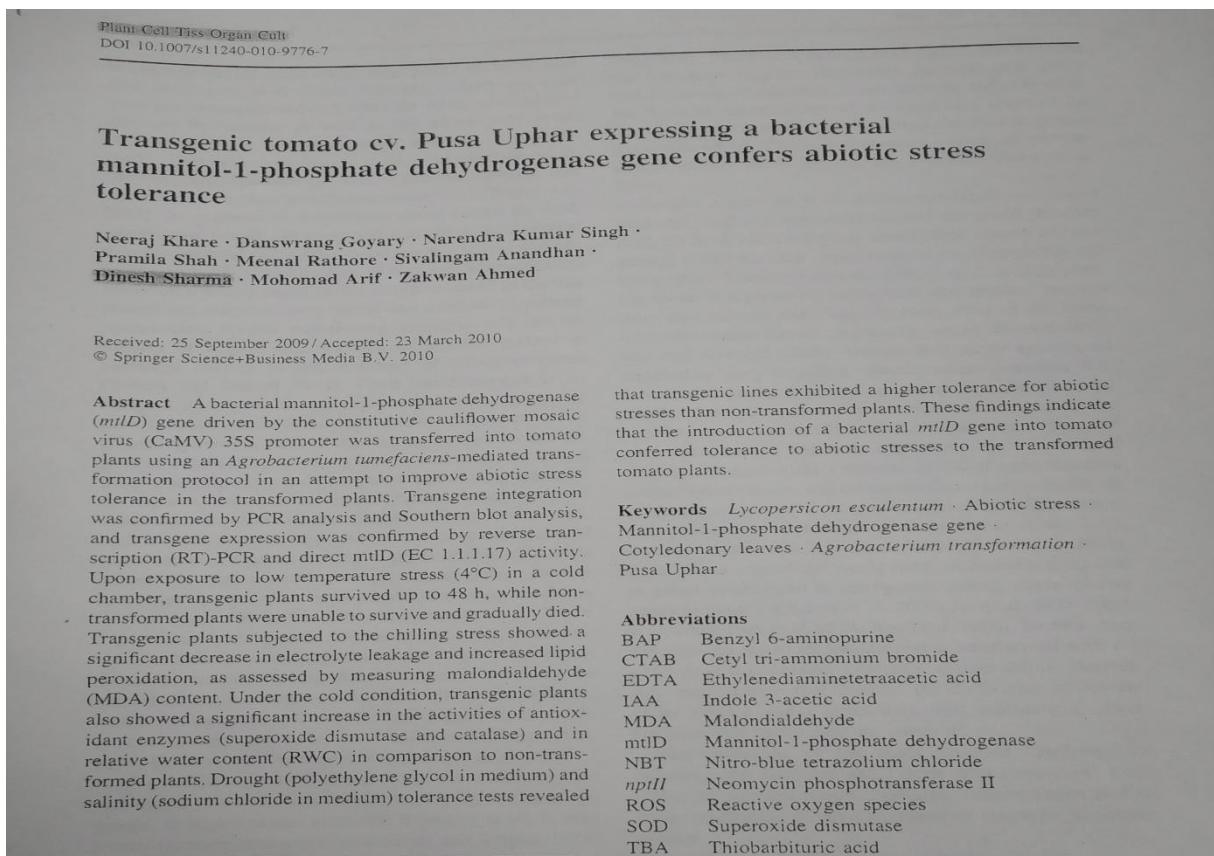 Plant Cell Tiss Organ Cult
DOI 10.1007/s11240-010-9776-7
Transgenic tomato cv. Pusa Uphar expressing a bacterial
mannitol-1-phosphate dehydrogenase gene confers abiotic stress
tolerance
Neeraj Khare · Danswrang Goyary · Narendra Kumar Singh ·
Pramila Shah · Meenal Rathore · Sivalingam Anandhan ·
Dinesh Sharma · Mohomad Arif · Zakwan Ahmed
Received: 25 September 2009 / Accepted: 23 March 2010
© Springer Science+Business Media B.V. 2010
Abstract A bacterial mannitol-1-phosphate dehydrogenase
(mtlD) gene driven by the constitutive cauliflower mosaic
virus (CaMV) 35S promoter was transferred into tomato
plants using an Agrobacterium tumefaciens-mediated trans-
formation protocol in an attempt to improve abiotic stress
tolerance in the transformed plants. Transgene integration
was confirmed by PCR analysis and Southern blot analysis,
and transgene expression was confirmed by reverse tran-
scription (RT)-PCR and direct mtlD (EC 1.1.1.17) activity.
Upon exposure to low temperature stress (4°C) in a cold
chamber, transgenic plants survived up to 48 h, while non-
transformed plants were unable to survive and gradually died.
Transgenic plants subjected to the chilling stress showed a
significant decrease in electrolyte leakage and increased lipid
peroxidation, as assessed by measuring malondialdehyde
(MDA) content. Under the cold condition, transgenic plants
also showed a significant increase in the activities of antiox-
idant enzymes (superoxide dismutase and catalase) and in
relative water content (RWC) in comparison to non-trans-
formed plants. Drought (polyethylene glycol in medium) and
salinity (sodium chloride in medium) tolerance tests revealed
that transgenic lines exhibited a higher tolerance for abiotic
stresses than non-transformed plants. These findings indicate
that the introduction of a bacterial mtlD gene into tomato
conferred tolerance to abiotic stresses to the transformed
tomato plants.
Keywords Lycopersicon esculentum · Abiotic stress ·
Mannitol-1-phosphate dehydrogenase gene ·
Cotyledonary leaves · Agrobacterium transformation ·
Pusa Uphar
Abbreviations
BAP Benzyl 6-aminopurine
CTAB Cetyl tri-ammonium bromide
EDTA Ethylenediaminetetraacetic acid
IAA Indole 3-acetic acid
MDA Malondialdehyde
mtlD Mannitol-1-phosphate dehydrogenase
NBT Nitro-blue tetrazolium chloride
nptII Neomycin phosphotransferase II
ROS Reactive oxygen species
SOD Superoxide dismutase
TBA Thiobarbituric acid